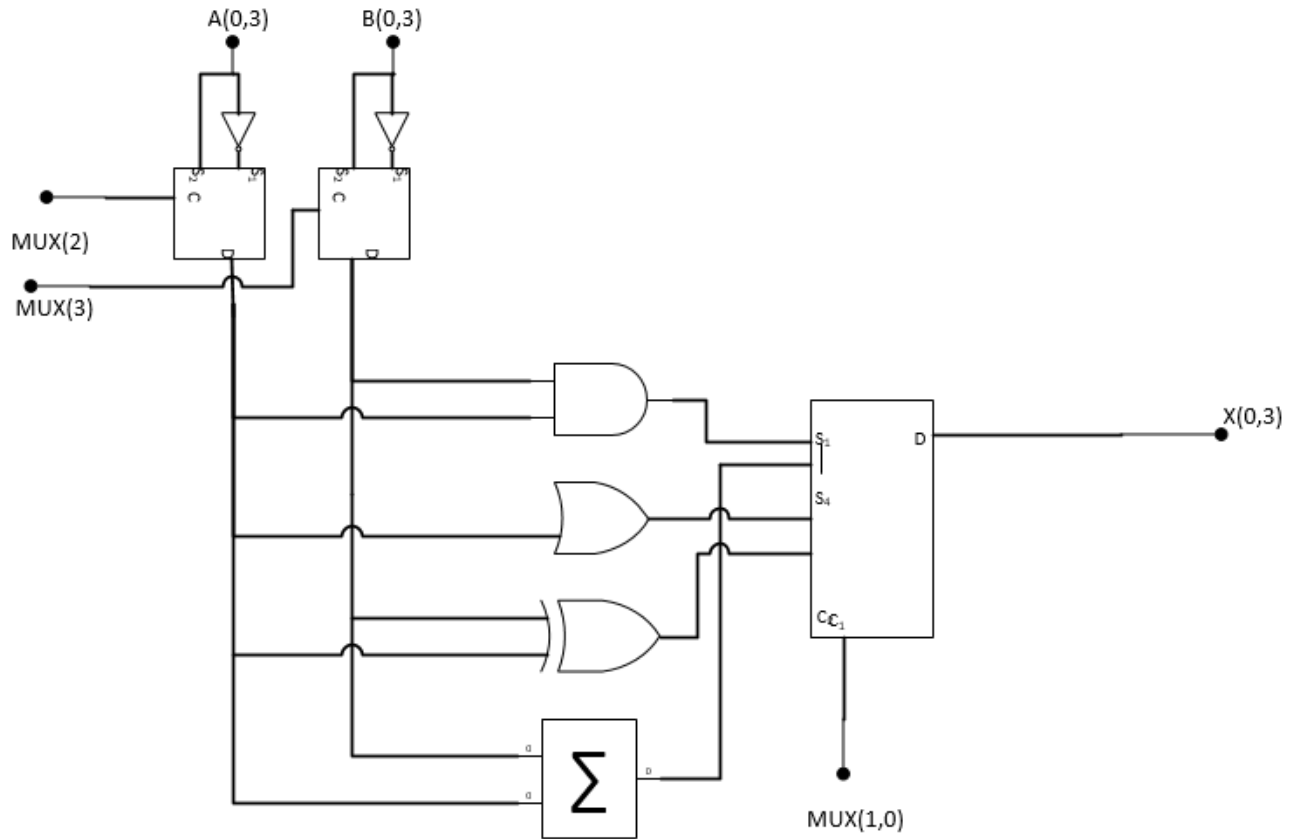 A(0,3) B(0,3)
S₂ S₁ S₂ S₁
C C
MUX(2)
D D
MUX(3)
S₁ D
X(0,3)
S₄
C₁
MUX(1,0)
Σ
D